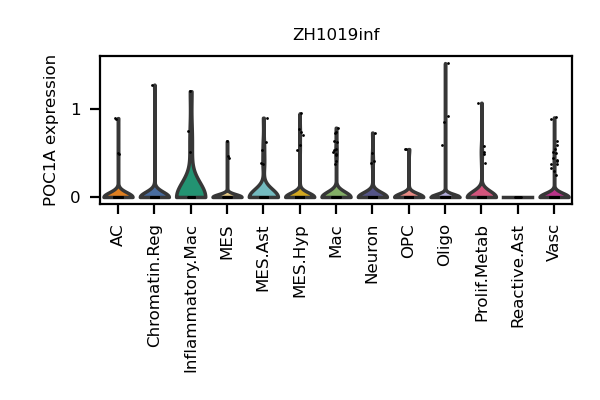 ZH1019inf
POC1A expression
1
0
AC
Chromatin.Reg
Inflammatory.Mac
MES
MES.Ast
MES.Hyp
Mac
Neuron
OPC
Oligo
Prolif.Metab
Reactive.Ast
Vasc